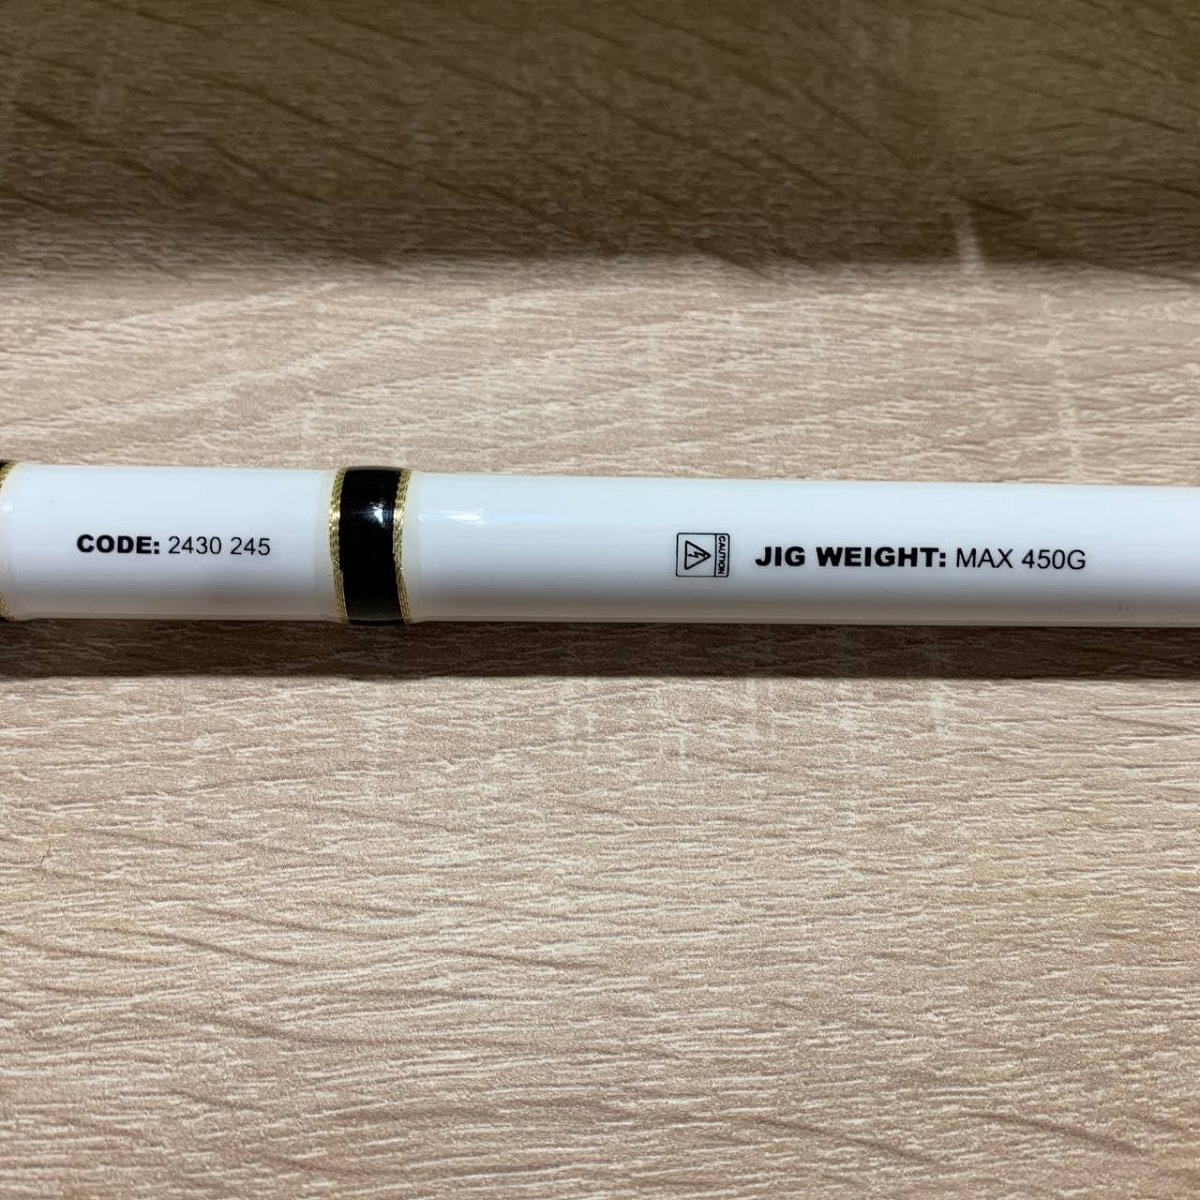 CODE: 2430 245
CAUTION
JIG WEIGHT: MAX 450G